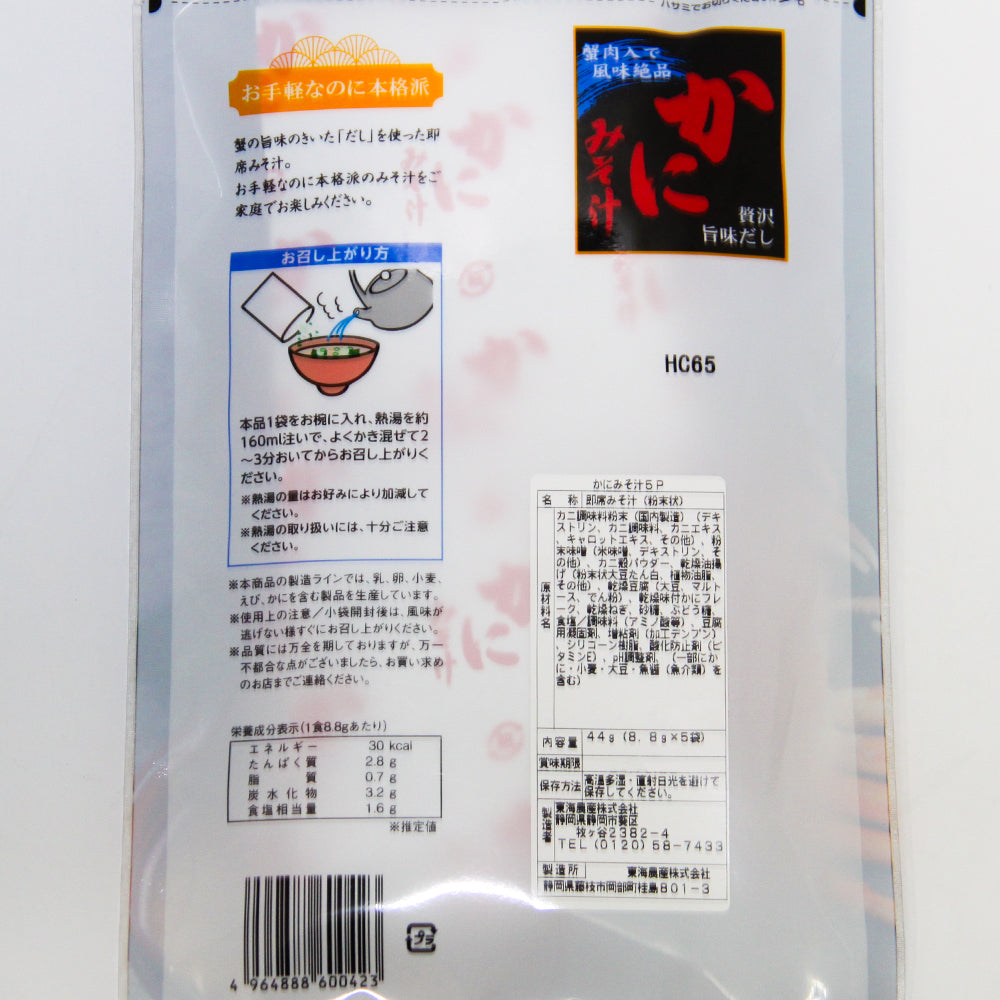 お手軽なのに本格派
蟹の旨味のきいた「だし」を使った即
席みそ汁。
お手軽なのに本格派のみそ汁をご
家庭でお楽しみください。
お召し上がり方
本品1袋をお椀に入れ、熱湯を約
160ml注いで、よくかき混ぜて2
～3分おいてからお召し上がりく
ださい。
※熱湯の量はお好みにより加減して
ください。
※熱湯の取り扱いには、十分ご注意
ください。
※本商品の製造ラインでは、乳、卵、小麦、
えび、かにを含む製品を生産しています。
※使用上の注意／小袋開封後は、風味が
逃げない様すぐにお召し上がりください。
※品質には万全を期しておりますが、万一
不都合な点がございましたら、お買い求め
のお店までご連絡ください。
栄養成分表示(1食8.8gあたり)
エネルギー 30 kcal
たんぱく質 2.8 g
脂質 0.7 g
炭水化物 3.2 g
食塩相当量 1.6 g
※推定値
4 964888 600423
プラ
蟹肉入で
風味絶品
かに
みそ汁
贅沢
旨味だし
HC65
かにみそ汁5P
名称 即席みそ汁（粉末状）
原材料名
カニ調味料粉末（国内製造）（デキ
ストリン、カニ調味料、カニエキス
、キャロットエキス、その他）、粉
末味噌（米味噌、デキストリン、そ
の他）、カニ殻パウダー、乾燥油揚
げ（粉末状大豆たん白、植物油脂、
その他）、乾燥豆腐（大豆、マルト
ース、でん粉）、乾燥味付かにフレ
ーク、乾燥ねぎ、砂糖、ぶどう糖、
食塩／調味料（アミノ酸等）、豆腐
用凝固剤、増粘剤（加工デンプン）
、シリコーン樹脂、酸化防止剤（ビ
タミンE）、pH調整剤、（一部にか
に・小麦・大豆・魚醤（魚介類）を
含む）
内容量 44g（8.8g×5袋）
賞味期限
保存方法 高温多湿・直射日光を避けて
保存してください。
製造者 東海農産株式会社
静岡県静岡市葵区
牧ヶ谷2382-4
TEL（0120）58-7433
製造所 東海農産株式会社
静岡県藤枝市岡部町桂島801-3